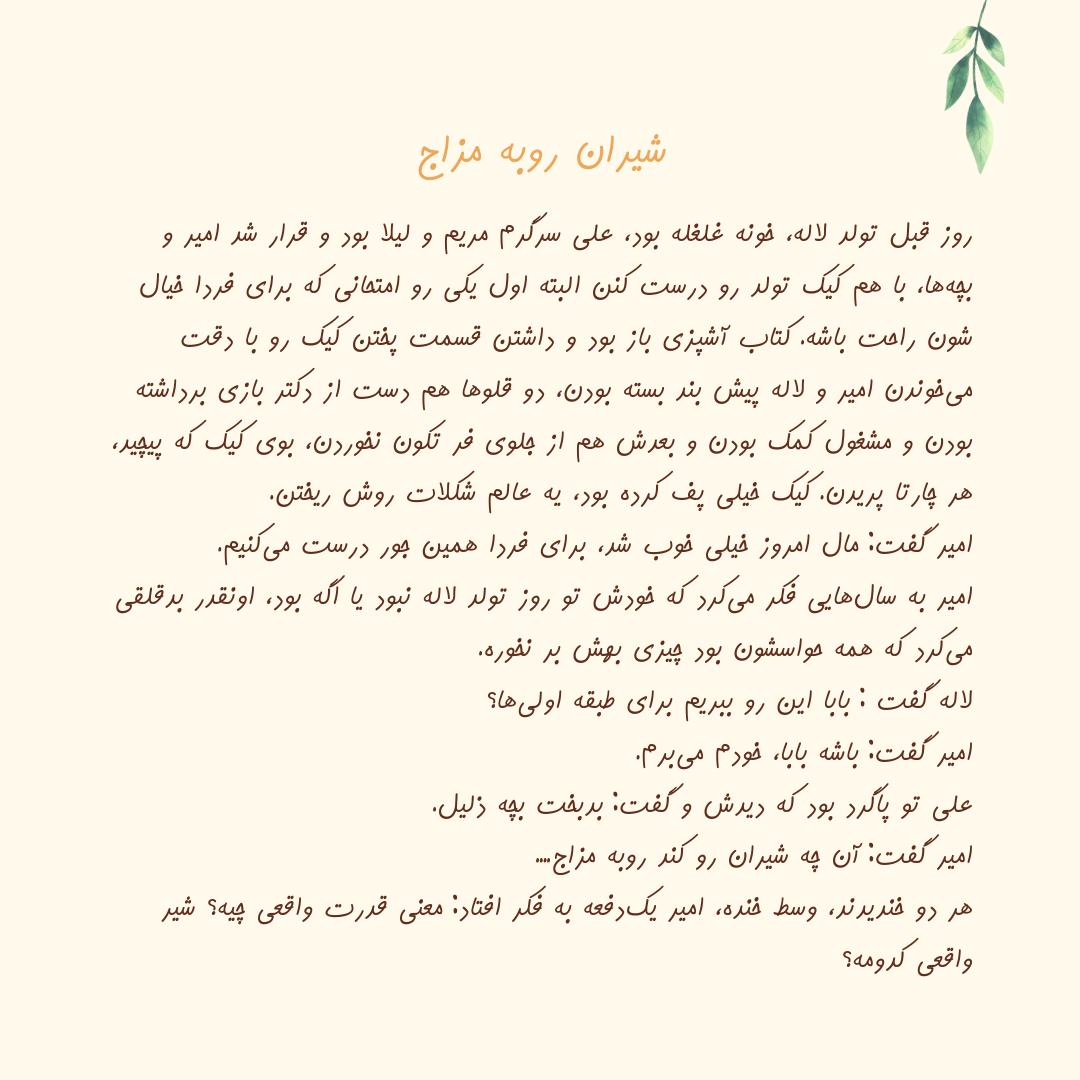 شیران روبه مزاج
روز قبل تولد لاله، خونه غلغله بود، علی سرگرم مریم و لیلا بود و قرار شد امیر و
بچه‌ها، با هم کیک تولد رو درست کنن البته اول یکی رو امتحانی که برای فردا خیال
شون راحت باشه. کتاب آشپزی باز بود و داشتن قسمت پختن کیک رو با دقت
می‌خوندن امیر و لاله پیش بند بسته بودن، دو قلوها هم دست از دکتر بازی برداشته
بودن و مشغول کمک بودن و بعدش هم از جلوی فر تکون نخوردن، بوی کیک که پیچید،
هر چارتا پریدن. کیک خیلی پف کرده بود، یه عالم شکلات روش ریختن.
امیر گفت: مال امروز خیلی خوب شد، برای فردا همین جور درست می‌کنیم.
امیر به سال‌هایی فکر می‌کرد که خودش تو روز تولد لاله نبود یا اگه بود، اونقدر بدقلقی
می‌کرد که همه حواسشون بود چیزی بهش بر نخوره.
لاله گفت : بابا این رو ببریم برای طبقه اولی‌ها؟
امیر گفت: باشه بابا، خودم می‌برم.
علی تو پاگرد بود که دیدش و گفت: بدبخت بچه ذلیل.
امیر گفت: آن چه شیران رو کند روبه مزاج....
هر دو خندیدند، وسط خنده، امیر یک‌دفعه به فکر افتاد: معنی قدرت واقعی چیه؟ شیر
واقعی کدومه؟